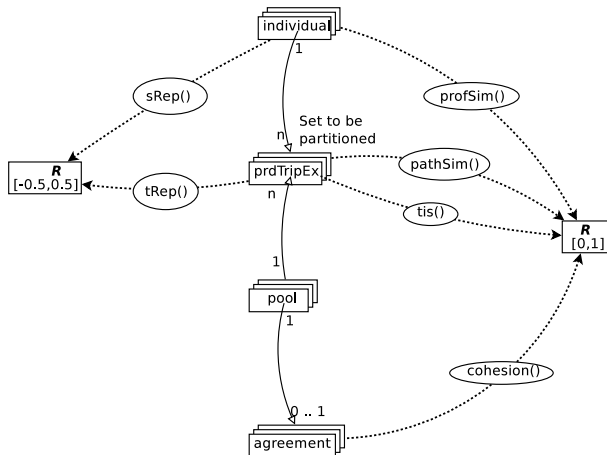 individual
1
sRep()
profSim()
Set to be
partitioned
n
R
[-0.5,0.5]
prdTripEx
pathSim()
tRep()
n
tis()
R
[0,1]
1
pool
1
cohesion()
0 .. 1
agreement